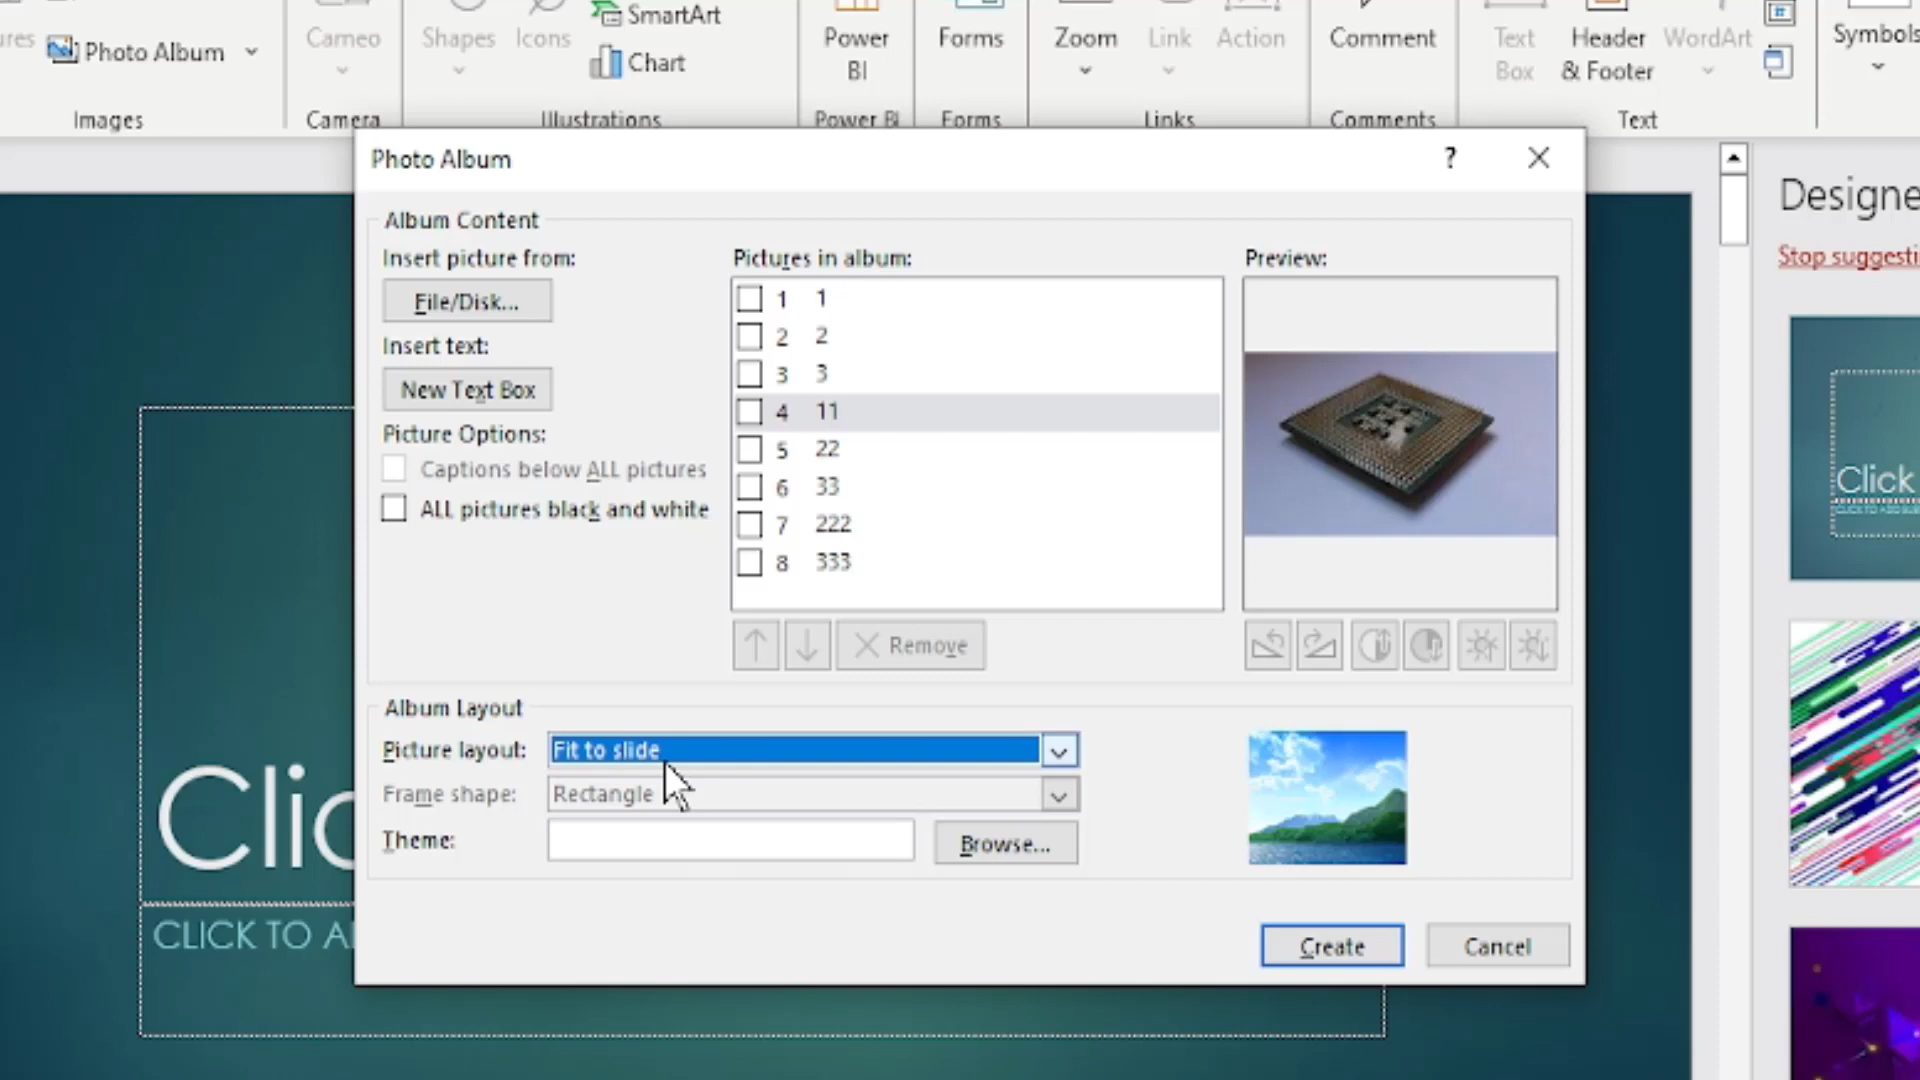 SmartArt
Photo Album
Cameo
Shapes
Icons
Chart
Power
BI
Forms
Zoom
Link
Action
Comment
Text
Box
Header
& Footer
WordArt
Symbols
Images
Camera
Illustrations
Power BI
Forms
Links
Comments
Text
Photo Album
?
Album Content
Insert picture from:
File/Disk...
Insert text:
New Text Box
Picture Options:
Captions below ALL pictures
ALL pictures black and white
Pictures in album:
1 1
2 2
3 3
4 11
5 22
6 33
7 222
8 333
Remove
Preview:
Album Layout
Picture layout:
Fit to slide
Frame shape:
Rectangle
Theme:
Browse...
Create
Cancel
Clic
CLICK TO A
Designe
Stop suggesti
Click